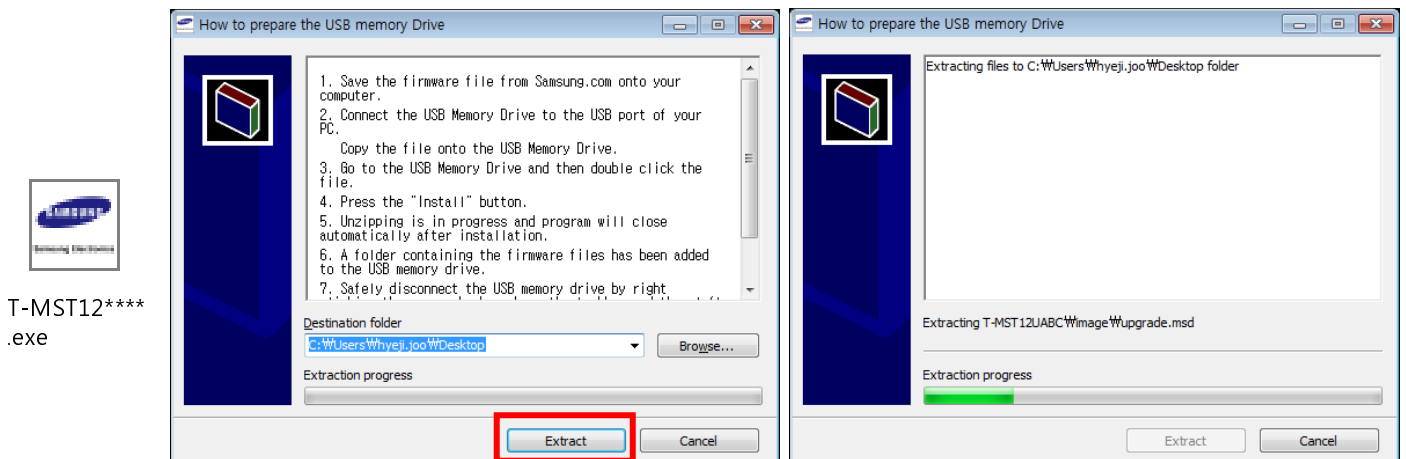 How to prepare the USB memory Drive
1. Save the firmware file from Samsung.com onto your
computer.
2. Connect the USB Memory Drive to the USB port of your
PC.
Copy the file onto the USB Memory Drive.
3. Go to the USB Memory Drive and then double click the
file.
4. Press the "Install" button.
5. Unzipping is in progress and program will close
automatically after installation.
6. A folder containing the firmware files has been added
to the USB memory drive.
7. Safely disconnect the USB memory drive by right
Destination folder
C:₩Users₩hyeji.joo₩Desktop
Browse...
Extraction progress
Extract
Cancel
SAMSUNG
Samsung Electronics
T-MST12****
.exe
How to prepare the USB memory Drive
Extracting files to C:₩Users₩hyeji.joo₩Desktop folder
Extracting T-MST12UABC₩image₩upgrade.msd
Extraction progress
Extract
Cancel